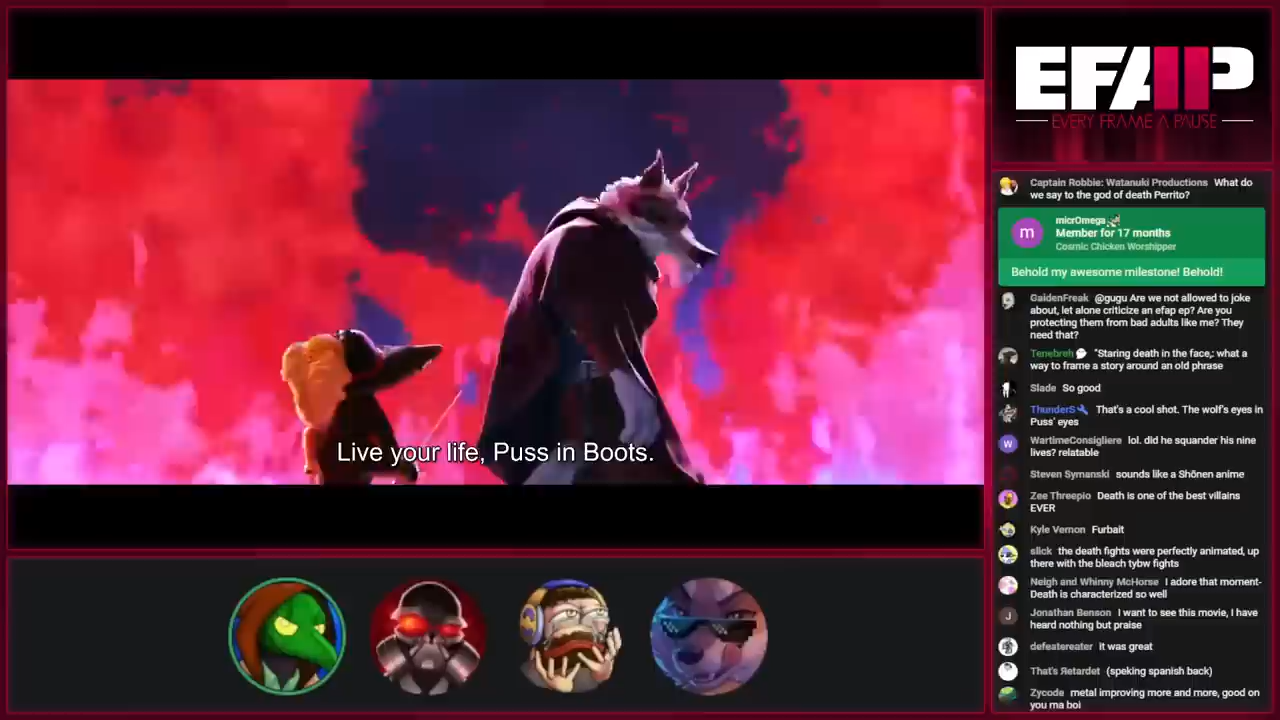 Live your life, Puss in Boots.
EFAP
EVERY FRAME A PAUSE
Captain Robbie: Watanuki Productions What do
we say to the god of death Perrito?
m
micrOmega
Member for 17 months
Cosmic Chicken Worshipper
Behold my awesome milestone! Behold!
GaidenFreak @gugu Are we not allowed to joke
about, let alone criticize an efap ep? Are you
protecting them from bad adults like me? They
need that?
Tenebreh "Staring death in the face,: what a
way to frame a story around an old phrase
Slade So good
ThunderS That's a cool shot. The wolf's eyes in
Puss' eyes
W
WartimeConsigliere lol. did he squander his nine
lives? relatable
Steven Symanski sounds like a Shōnen anime
Zee Threepio Death is one of the best villains
EVER
Kyle Vernon Furbait
slick the death fights were perfectly animated, up
there with the bleach tybw fights
Neigh and Whinny McHorse I adore that moment-
Death is characterized so well
J
Jonathan Benson I want to see this movie, I have
heard nothing but praise
defeatereater It was great
That's Яetardet (speking spanish back)
Zycode metal improving more and more, good on
you ma boi